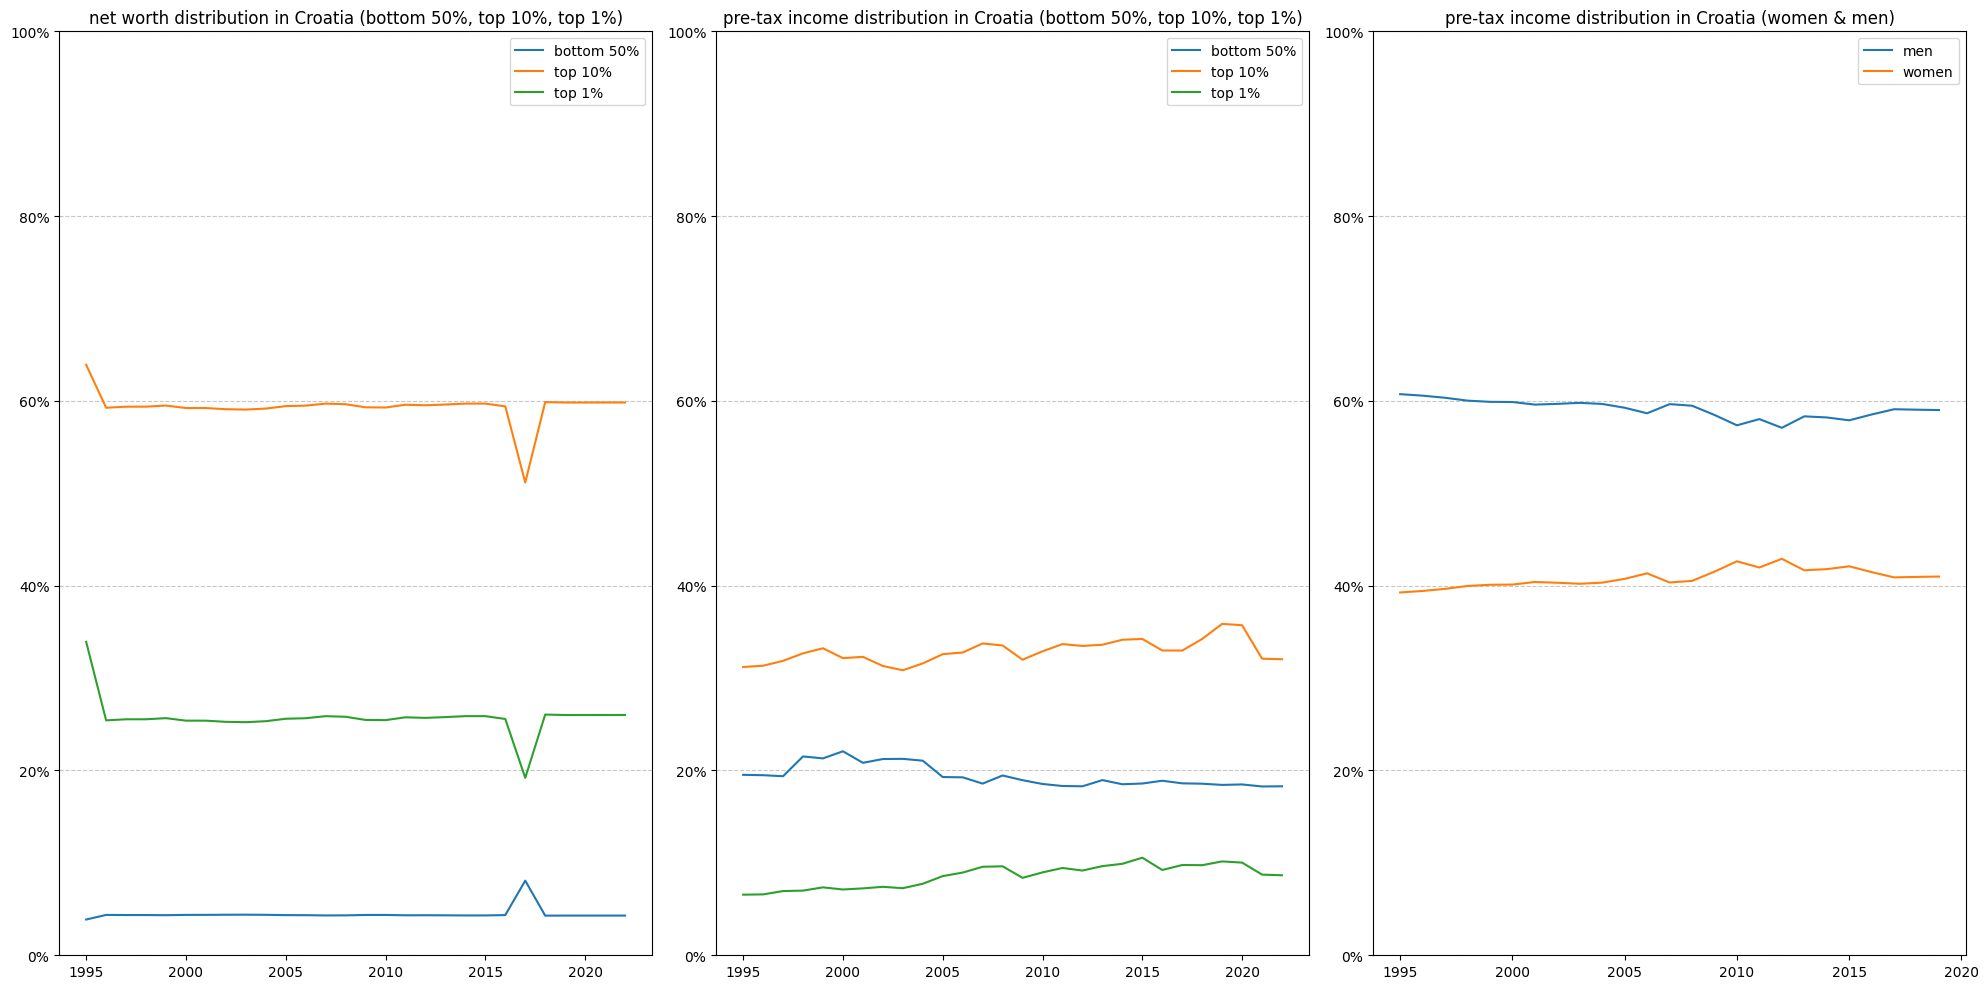 net worth distribution in Croatia (bottom 50%, top 10%, top 1%)
100%
80%
60%
40%
20%
0%
1995 2000 2005 2010 2015 2020
bottom 50%
top 10%
top 1%
pre-tax income distribution in Croatia (bottom 50%, top 10%, top 1%)
100%
80%
60%
40%
20%
0%
1995 2000 2005 2010 2015 2020
bottom 50%
top 10%
top 1%
pre-tax income distribution in Croatia (women & men)
100%
80%
60%
40%
20%
0%
1995 2000 2005 2010 2015 2020
men
women